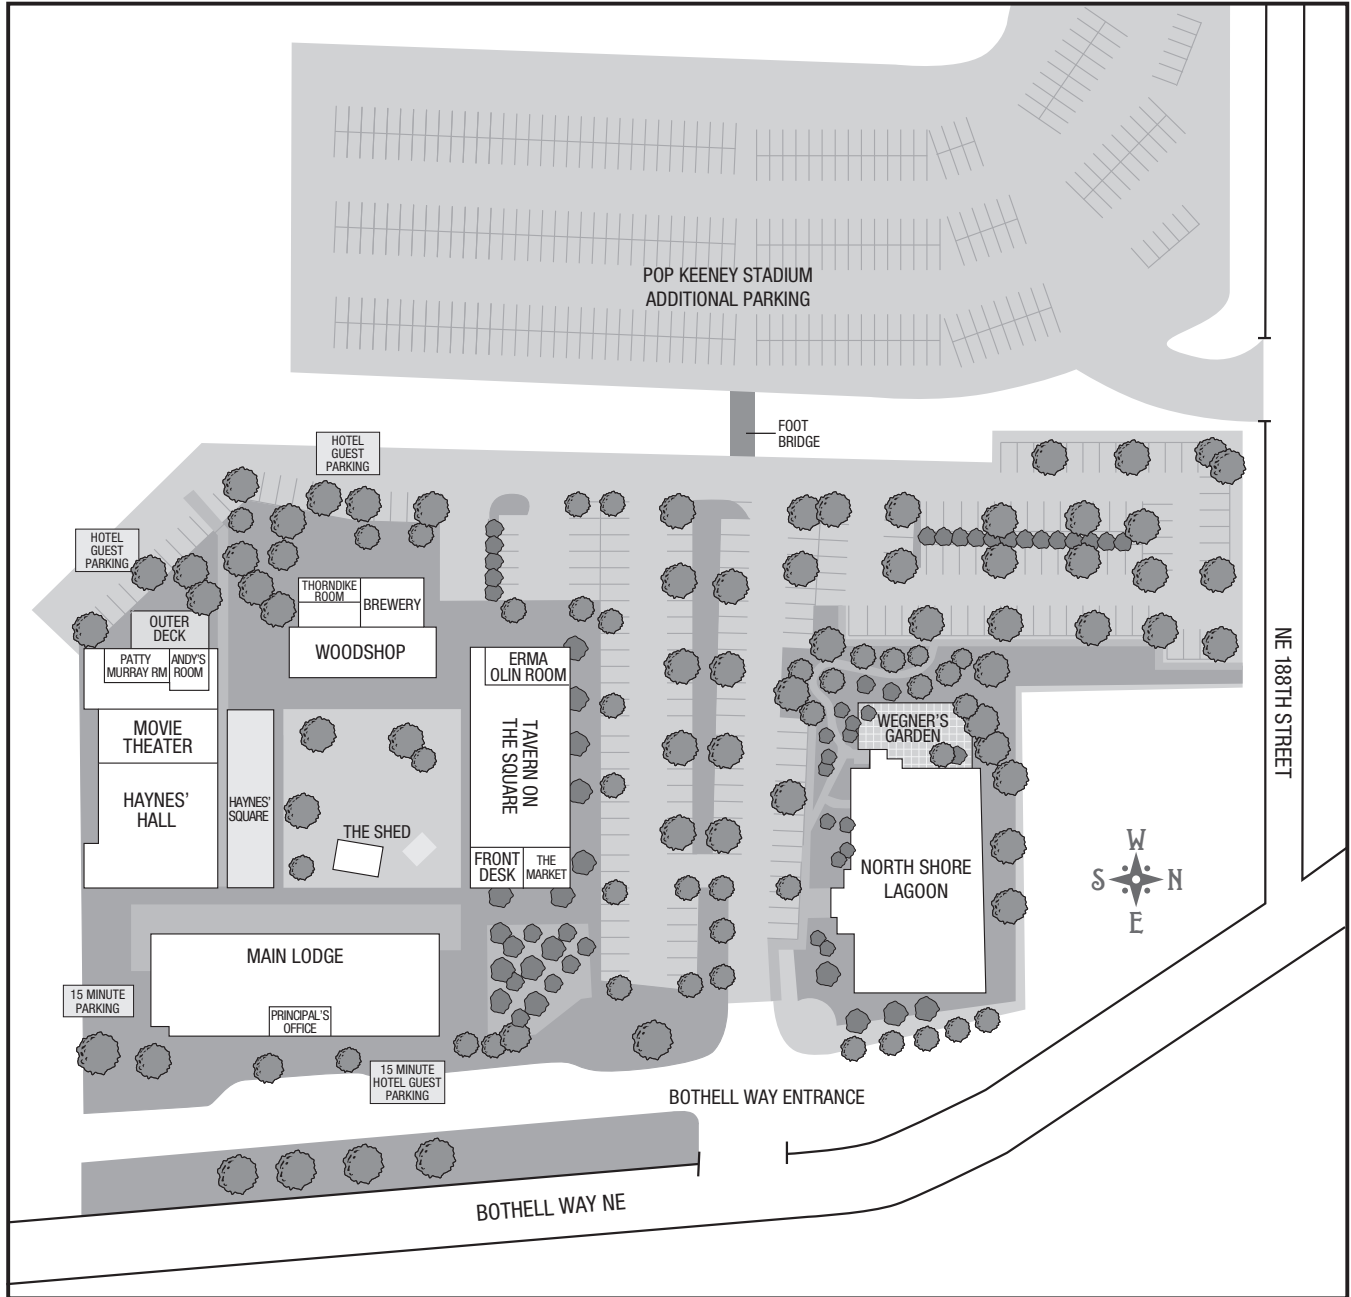 POP KEENEY STADIUM
ADDITIONAL PARKING
FOOT
BRIDGE
HOTEL
GUEST
PARKING
HOTEL
GUEST
PARKING
THORNDIKE
ROOM
BREWERY
WOODSHOP
OUTER
DECK
PATTY
MURRAY RM
ANDY'S
ROOM
MOVIE
THEATER
HAYNES'
HALL
HAYNES'
SQUARE
THE SHED
ERMA
OLIN ROOM
TAVERN ON
THE SQUARE
FRONT
DESK
THE
MARKET
WEGNER'S
GARDEN
NORTH SHORE
LAGOON
NE 188TH STREET
W
S
N
E
MAIN LODGE
PRINCIPAL'S
OFFICE
15 MINUTE
PARKING
15 MINUTE
HOTEL GUEST
PARKING
BOTHELL WAY ENTRANCE
BOTHELL WAY NE